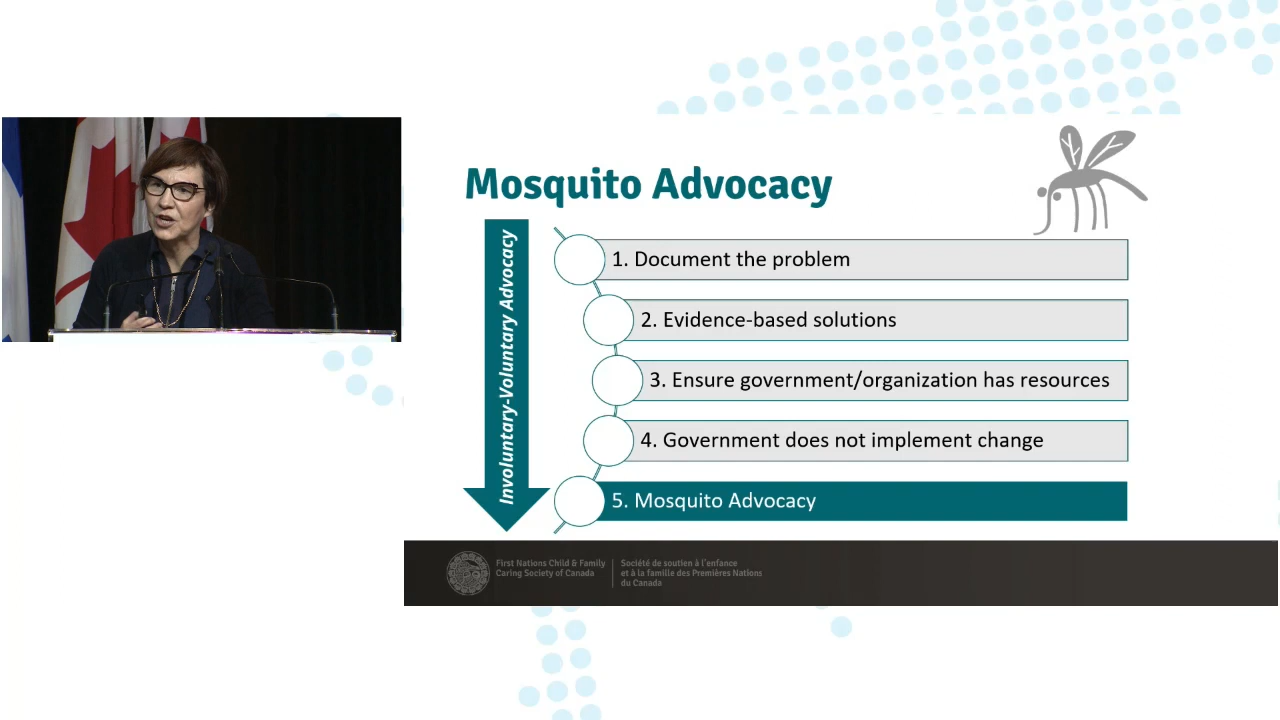 Mosquito Advocacy
Involuntary-Voluntary Advocacy
1. Document the problem
2. Evidence-based solutions
3. Ensure government/organization has resources
4. Government does not implement change
5. Mosquito Advocacy
First Nations Child & Family
Caring Society of Canada
Société de soutien à l'enfance
et à la famille des Premières Nations
du Canada